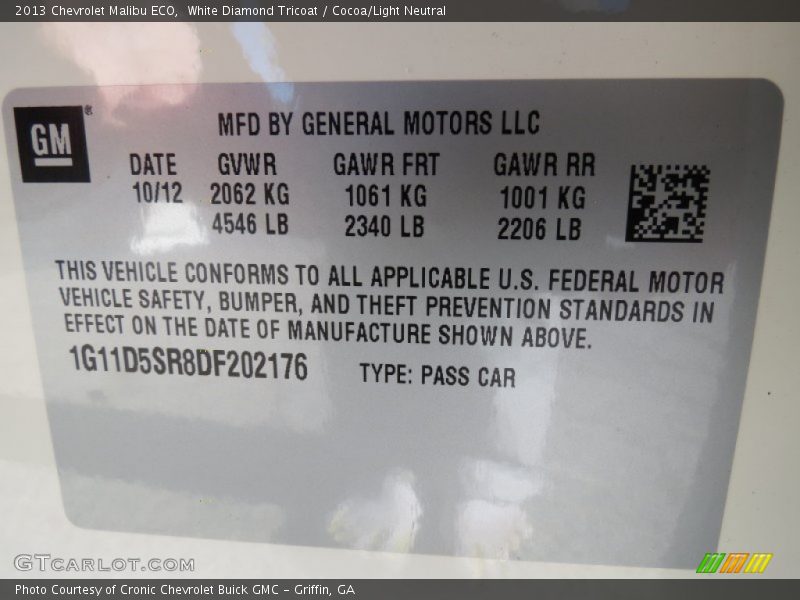 2013 Chevrolet Malibu ECO, White Diamond Tricoat / Cocoa/Light Neutral
GM®
MFD BY GENERAL MOTORS LLC
DATE GVWR GAWR FRT GAWR RR
10/12 2062 KG 1061 KG 1001 KG
4546 LB 2340 LB 2206 LB
THIS VEHICLE CONFORMS TO ALL APPLICABLE U.S. FEDERAL MOTOR
VEHICLE SAFETY, BUMPER, AND THEFT PREVENTION STANDARDS IN
EFFECT ON THE DATE OF MANUFACTURE SHOWN ABOVE.
1G11D5SR8DF202176 TYPE: PASS CAR
GTCARLOT.COM
Photo Courtesy of Cronic Chevrolet Buick GMC - Griffin, GA